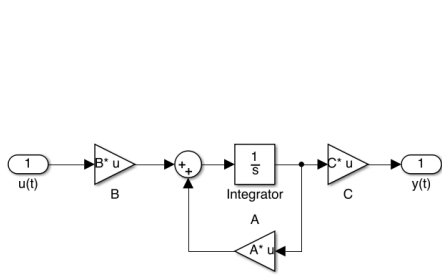 1
u(t)
B* u
B
+
+
1
s
Integrator
C* u
C
1
y(t)
A
A* u